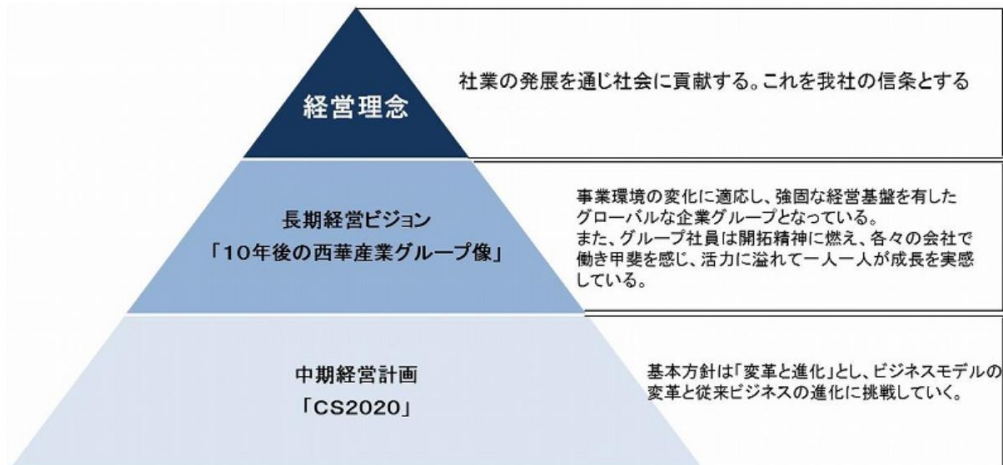 経営理念
社業の発展を通じ社会に貢献する。これを我社の信条とする
長期経営ビジョン
「10年後の西華産業グループ像」
事業環境の変化に適応し、強固な経営基盤を有した
グローバルな企業グループとなっている。
また、グループ社員は開拓精神に燃え、各々の会社で
働き甲斐を感じ、活力に溢れて一人一人が成長を実感
している。
中期経営計画
「CS2020」
基本方針は「変革と進化」とし、ビジネスモデルの
変革と従来ビジネスの進化に挑戦していく。